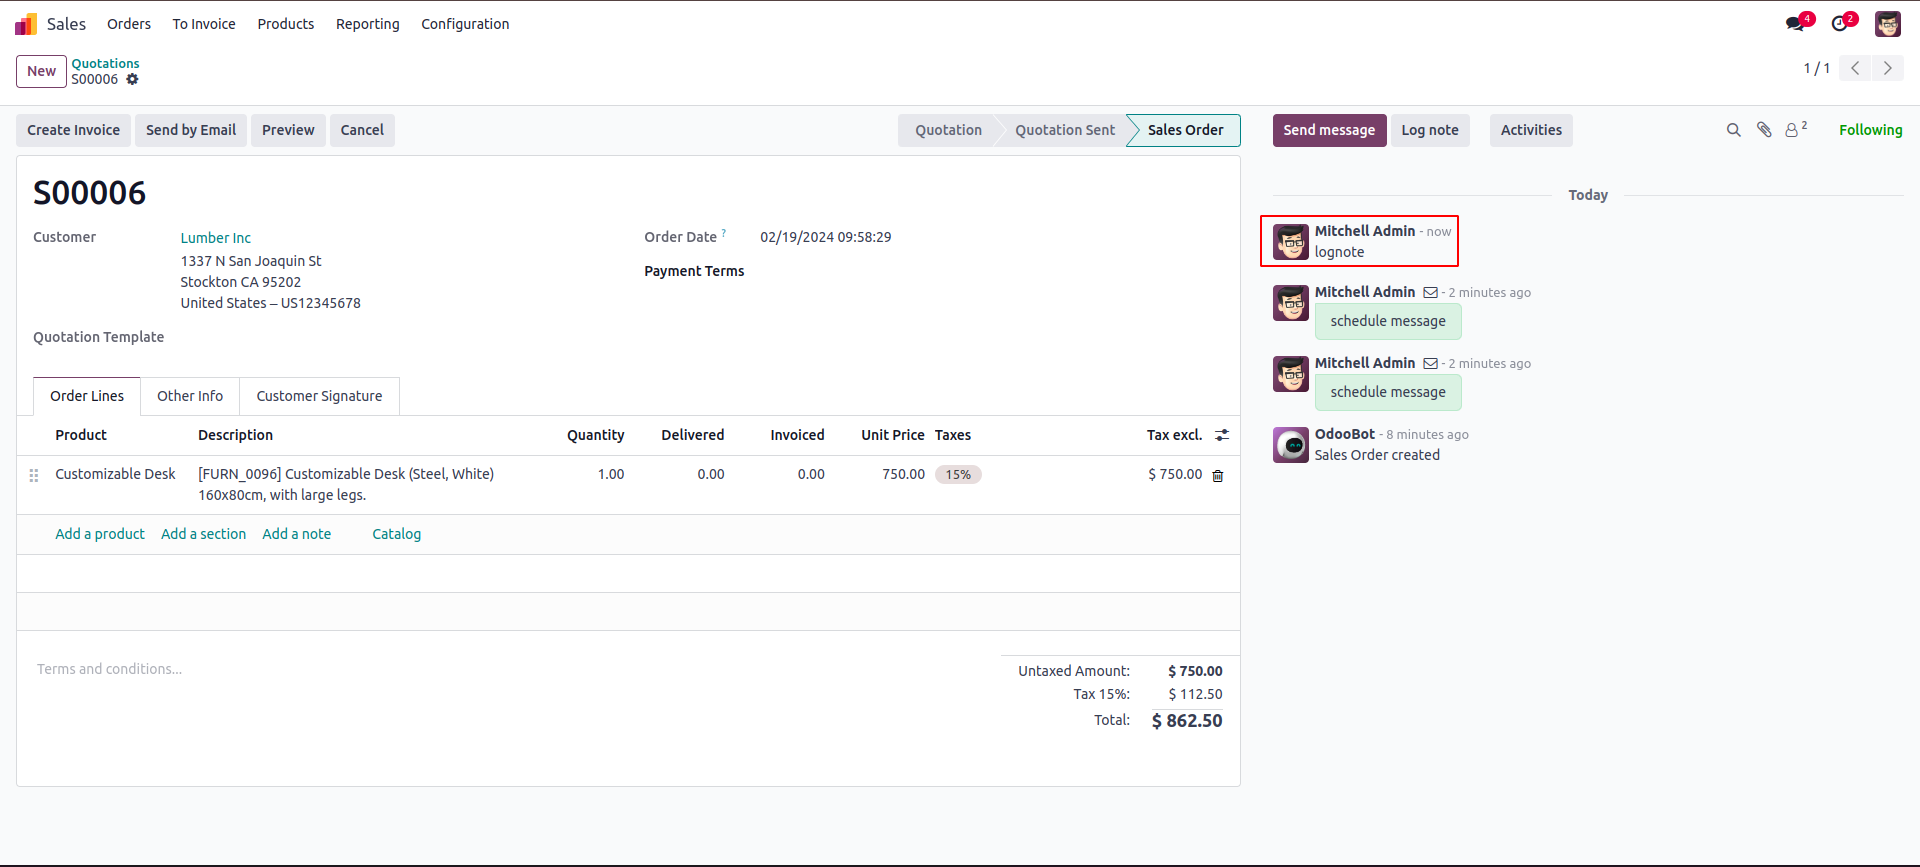 Sales Orders To Invoice Products Reporting Configuration 4 2
New Quotations
S00006
1 / 1
Create Invoice Send by Email Preview Cancel Quotation Quotation Sent Sales Order
Send message Log note Activities 2 Following
S00006
Customer Lumber Inc
1337 N San Joaquin St
Stockton CA 95202
United States – US12345678
Order Date ? 02/19/2024 09:58:29
Payment Terms
Quotation Template
Order Lines Other Info Customer Signature
Product Description Quantity Delivered Invoiced Unit Price Taxes Tax excl.
Customizable Desk [FURN_0096] Customizable Desk (Steel, White) 1.00 0.00 0.00 750.00 15% $ 750.00
160x80cm, with large legs.
Add a product Add a section Add a note Catalog
Terms and conditions...
Untaxed Amount: $ 750.00
Tax 15%: $ 112.50
Total: $ 862.50
Today
Mitchell Admin - now
lognote
Mitchell Admin - 2 minutes ago
schedule message
Mitchell Admin - 2 minutes ago
schedule message
OdooBot - 8 minutes ago
Sales Order created